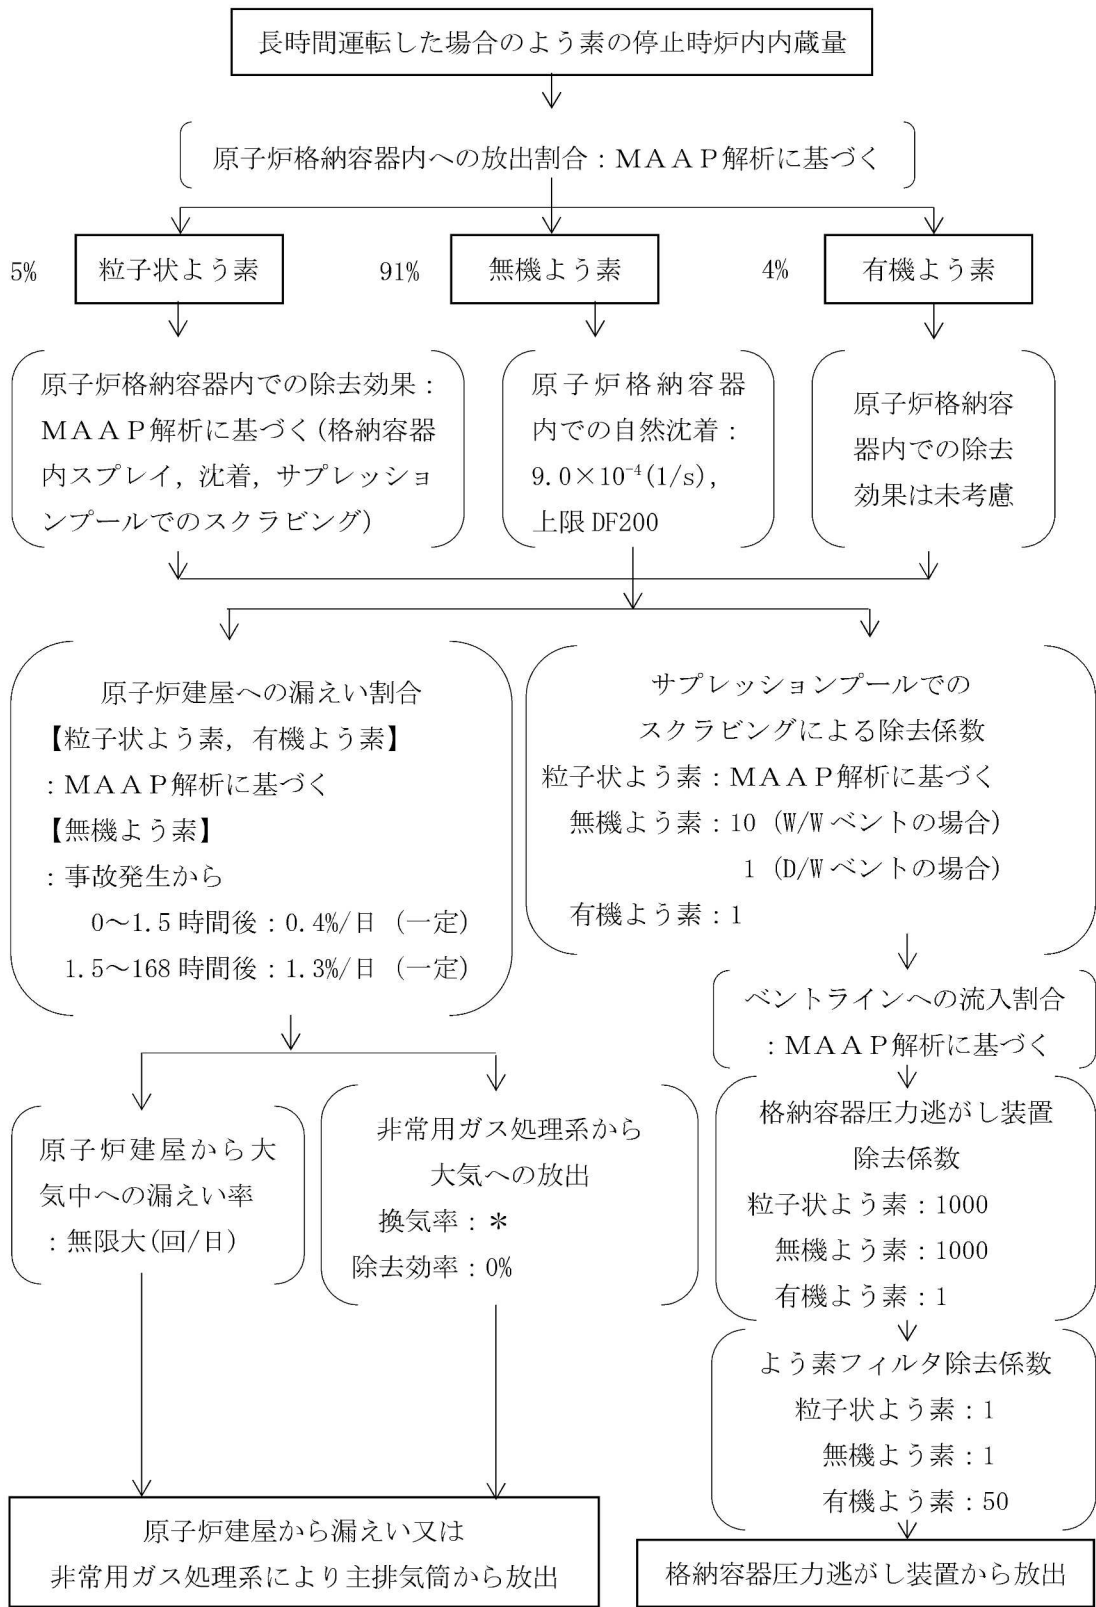 長時間運転した場合のよう素の停止時炉内内蔵量
原子炉格納容器内への放出割合：ＭＡＡＰ解析に基づく
5%
粒子状よう素
91%
無機よう素
4%
有機よう素
原子炉格納容器内での除去効果：
ＭＡＡＰ解析に基づく(格納容器
内スプレイ, 沈着, サプレッショ
ンプールでのスクラビング)
原子炉格納容器
内での自然沈着：
9.0×10⁻⁴(1/s),
上限 DF200
原子炉格納容
器内での除去
効果は未考慮
原子炉建屋への漏えい割合
【粒子状よう素, 有機よう素】
：ＭＡＡＰ解析に基づく
【無機よう素】
：事故発生から
0～1.5 時間後：0.4%/日 (一定)
1.5～168 時間後：1.3%/日 (一定)
サプレッションプールでの
スクラビングによる除去係数
粒子状よう素：ＭＡＡＰ解析に基づく
無機よう素：10 (W/W ベントの場合)
1 (D/W ベントの場合)
有機よう素：1
ベントラインへの流入割合
：ＭＡＡＰ解析に基づく
原子炉建屋から大
気中への漏えい率
：無限大(回/日)
非常用ガス処理系から
大気への放出
換気率：＊
除去効率：0%
格納容器圧力逃がし装置
除去係数
粒子状よう素：1000
無機よう素：1000
有機よう素：1
よう素フィルタ除去係数
粒子状よう素：1
無機よう素：1
有機よう素：50
原子炉建屋から漏えい又は
非常用ガス処理系により主排気筒から放出
格納容器圧力逃がし装置から放出